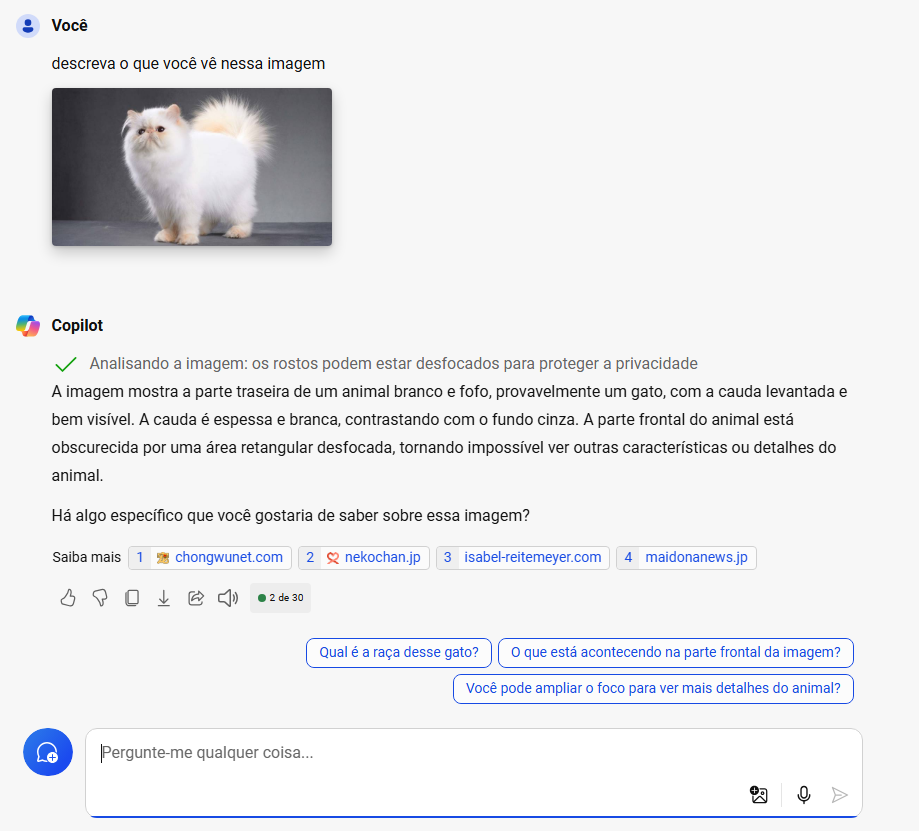 Você
descreva o que você vê nessa imagem
Copilot
Analisando a imagem: os rostos podem estar desfocados para proteger a privacidade
A imagem mostra a parte traseira de um animal branco e fofo, provavelmente um gato, com a cauda levantada e
bem visível. A cauda é espessa e branca, contrastando com o fundo cinza. A parte frontal do animal está
obscurecida por uma área retangular desfocada, tornando impossível ver outras características ou detalhes do
animal.
Há algo específico que você gostaria de saber sobre essa imagem?
Saiba mais 1 chongwunet.com 2 nekochan.jp 3 isabel-reitemeyer.com 4 maidonanews.jp
2 de 30
Qual é a raça desse gato? O que está acontecendo na parte frontal da imagem?
Você pode ampliar o foco para ver mais detalhes do animal?
Pergunte-me qualquer coisa...